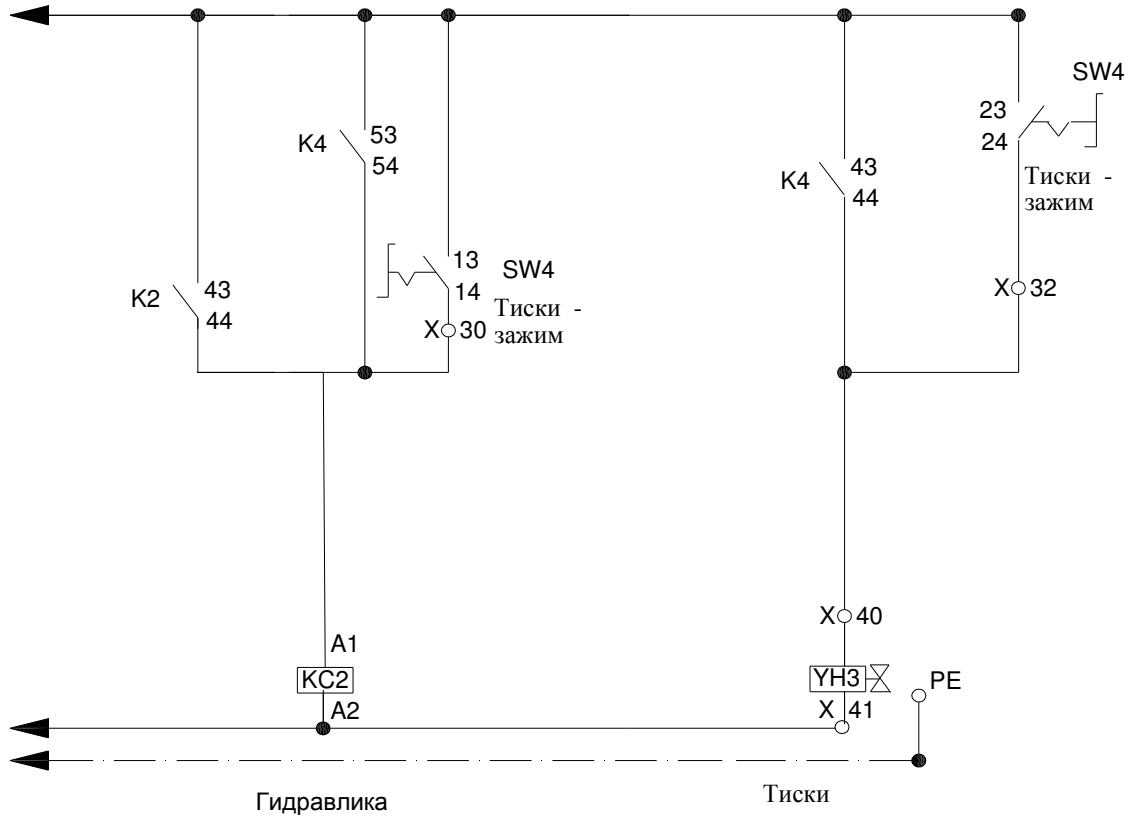 SW4
23
24
Тиски -
зажим
K4
53
54
K4
43
44
13
14
SW4
Тиски -
зажим
K2
43
44
X 30
X 32
X 40
A1
KC2
A2
YH3
X 41
PE
Гидравлика
Тиски